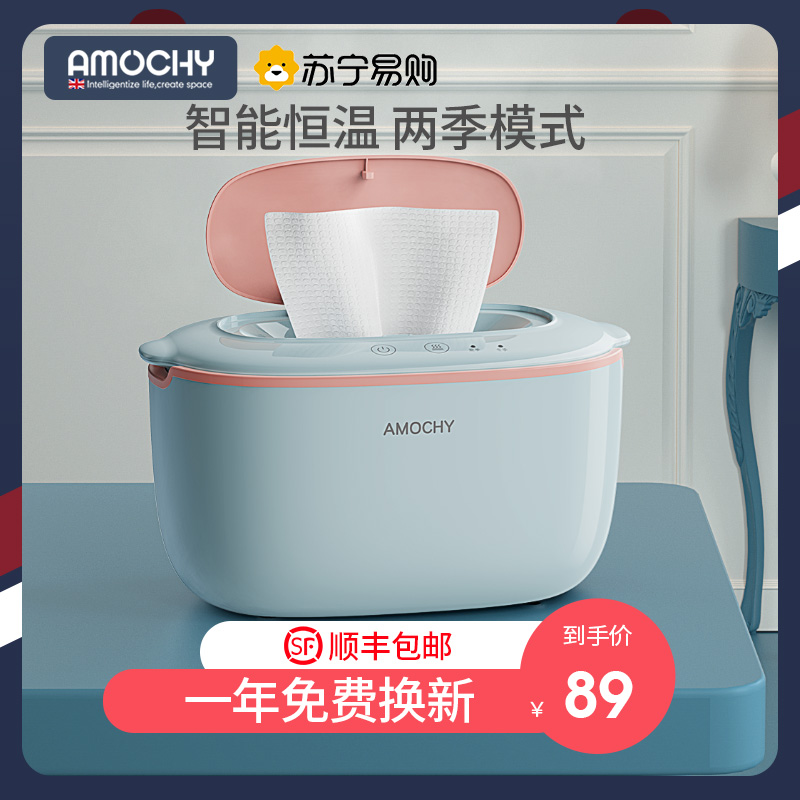 AMOCHY
Intelligentize life,create space
苏宁易购
智能恒温 两季模式
AMOCHY
SF 顺丰包邮
到手价
一年免费换新
¥ 89